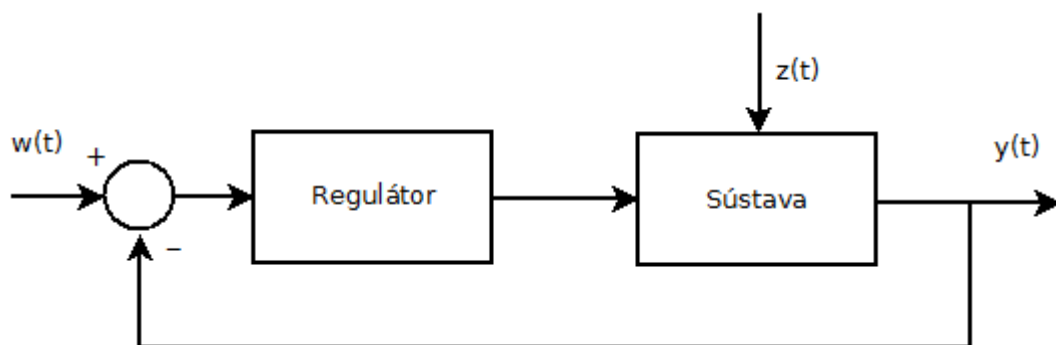 w(t)
+
−
Regulátor
z(t)
Sústava
y(t)